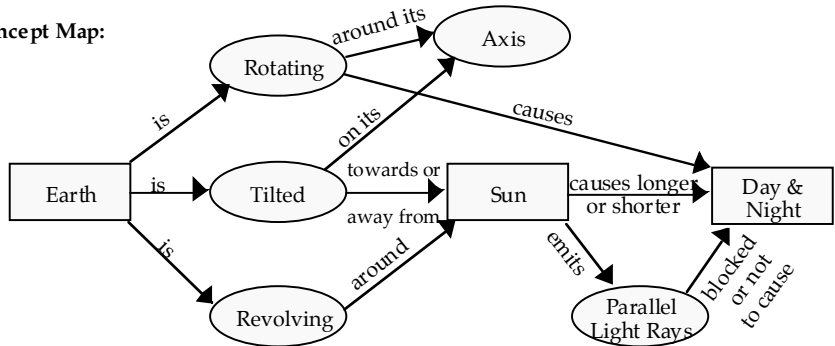 ncept Map:
around its
Axis
Rotating
is
on its
causes
Earth
is
Tilted
towards or
away from
Sun
causes longer
or shorter
Day &
Night
is
Revolving
around
emits
Parallel
Light Rays
blocked
or not
to cause